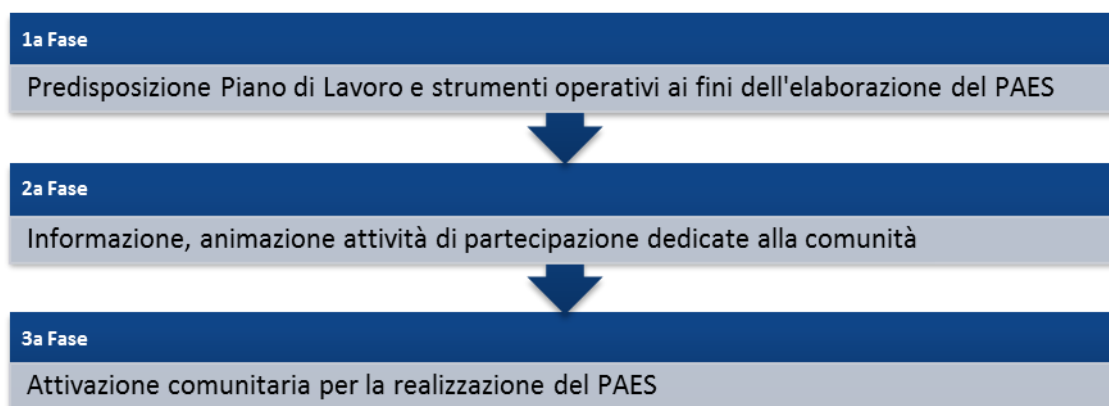 1a Fase
Predisposizione Piano di Lavoro e strumenti operativi ai fini dell'elaborazione del PAES
2a Fase
Informazione, animazione attività di partecipazione dedicate alla comunità
3a Fase
Attivazione comunitaria per la realizzazione del PAES